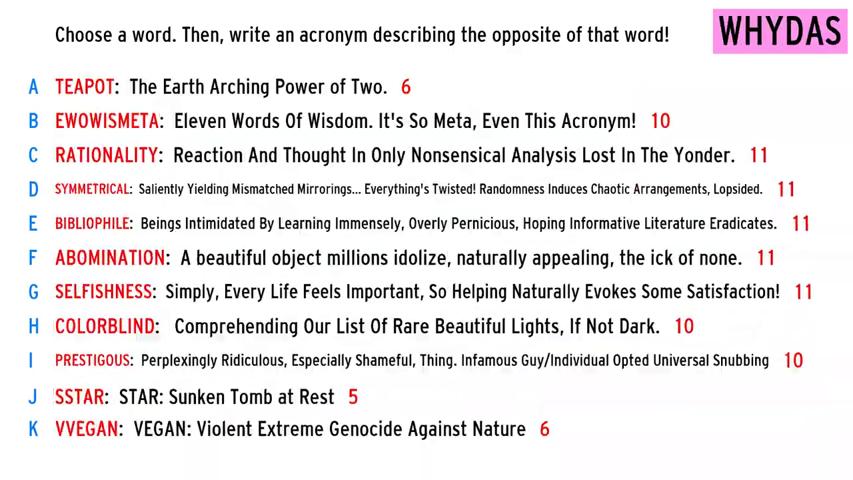 Choose a word. Then, write an acronym describing the opposite of that word! WHYDAS
A TEAPOT: The Earth Arching Power of Two. 6
B EWOWISMETA: Eleven Words Of Wisdom. It's So Meta, Even This Acronym! 10
C RATIONALITY: Reaction And Thought In Only Nonsensical Analysis Lost In The Yonder. 11
D SYMMETRICAL: Saliently Yielding Mismatched Mirrorings... Everything's Twisted! Randomness Induces Chaotic Arrangements, Lopsided. 11
E BIBLIOPHILE: Beings Intimidated By Learning Immensely, Overly Pernicious, Hoping Informative Literature Eradicates. 11
F ABOMINATION: A beautiful object millions idolize, naturally appealing, the ick of none. 11
G SELFISHNESS: Simply, Every Life Feels Important, So Helping Naturally Evokes Some Satisfaction! 11
H COLORBLIND: Comprehending Our List Of Rare Beautiful Lights, If Not Dark. 10
I PRESTIGOUS: Perplexingly Ridiculous, Especially Shameful, Thing. Infamous Guy/Individual Opted Universal Snubbing 10
J SSTAR: STAR: Sunken Tomb at Rest 5
K VVEGAN: VEGAN: Violent Extreme Genocide Against Nature 6